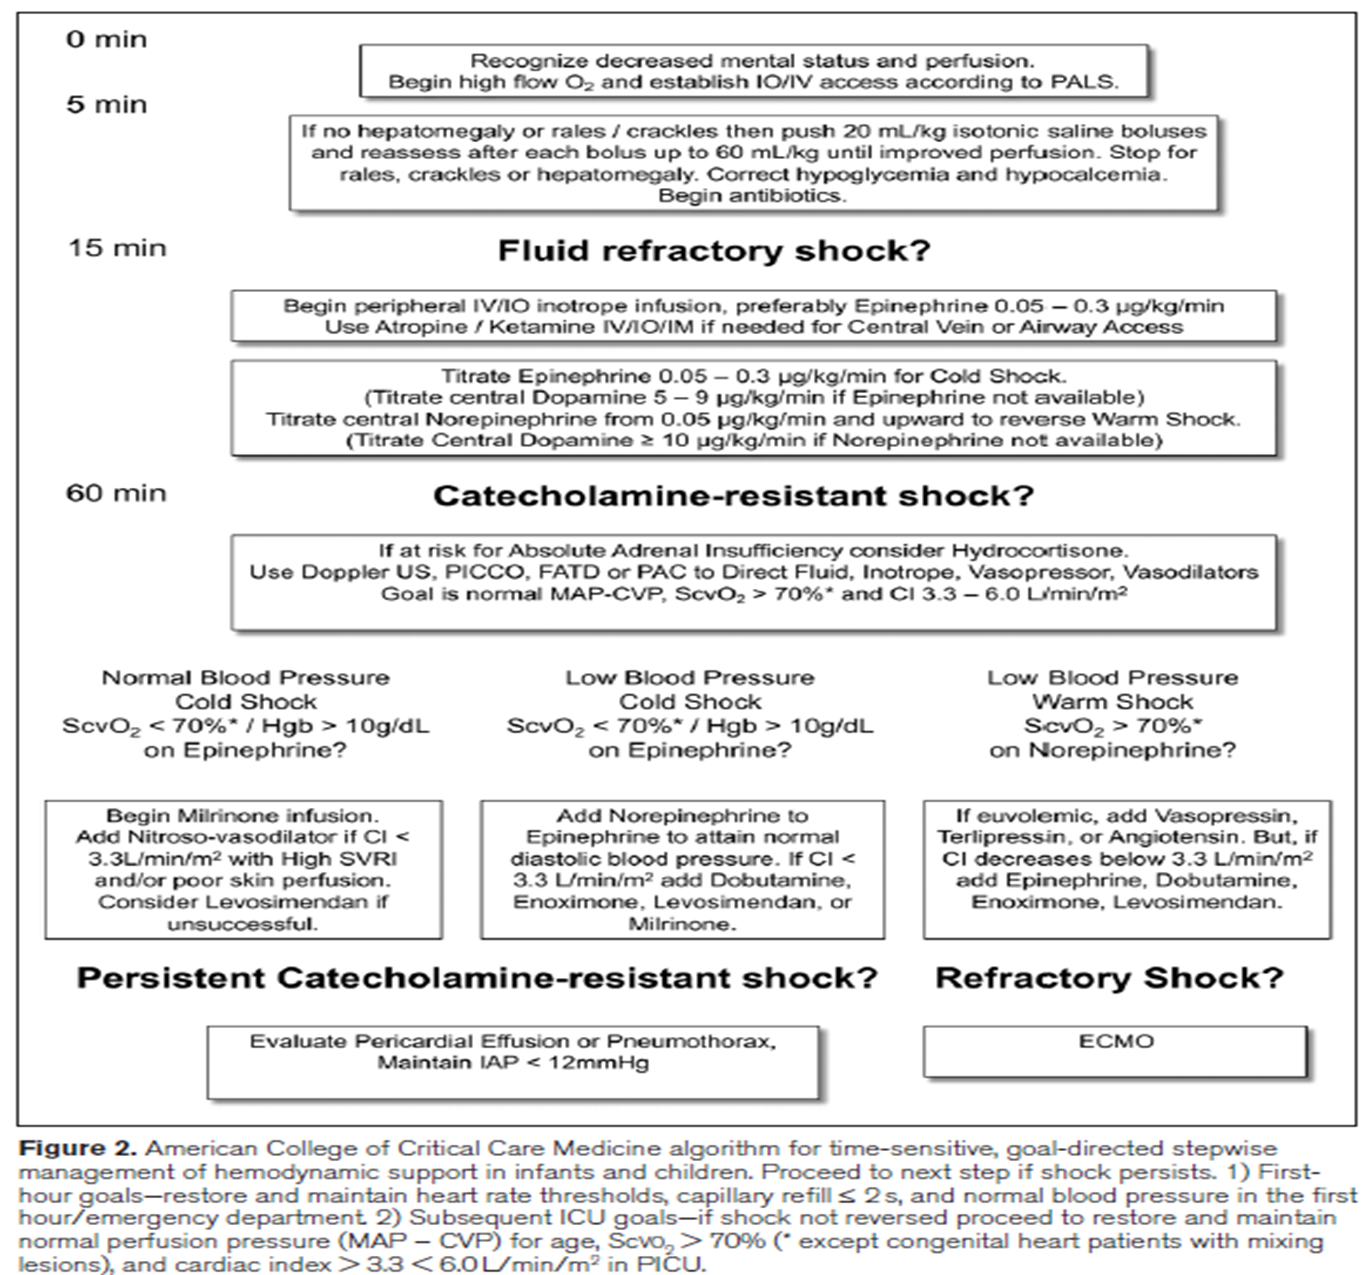 0 min
Recognize decreased mental status and perfusion.
Begin high flow O₂ and establish IO/IV access according to PALS.
5 min
If no hepatomegaly or rales / crackles then push 20 mL/kg isotonic saline boluses
and reassess after each bolus up to 60 mL/kg until improved perfusion. Stop for
rales, crackles or hepatomegaly. Correct hypoglycemia and hypocalcemia.
Begin antibiotics.
15 min
Fluid refractory shock?
Begin peripheral IV/IO inotrope infusion, preferably Epinephrine 0.05 – 0.3 µg/kg/min
Use Atropine / Ketamine IV/IO/IM if needed for Central Vein or Airway Access
Titrate Epinephrine 0.05 – 0.3 µg/kg/min for Cold Shock.
(Titrate central Dopamine 5 – 9 µg/kg/min if Epinephrine not available)
Titrate central Norepinephrine from 0.05 µg/kg/min and upward to reverse Warm Shock.
(Titrate Central Dopamine ≥ 10 µg/kg/min if Norepinephrine not available)
60 min
Catecholamine-resistant shock?
If at risk for Absolute Adrenal Insufficiency consider Hydrocortisone.
Use Doppler US, PICCO, FATD or PAC to Direct Fluid, Inotrope, Vasopressor, Vasodilators
Goal is normal MAP-CVP, ScvO₂ > 70%* and CI 3.3 – 6.0 L/min/m²
Normal Blood Pressure
Cold Shock
ScvO₂ < 70%* / Hgb > 10g/dL
on Epinephrine?
Low Blood Pressure
Cold Shock
ScvO₂ < 70%* / Hgb > 10g/dL
on Epinephrine?
Low Blood Pressure
Warm Shock
ScvO₂ > 70%*
on Norepinephrine?
Begin Milrinone infusion.
Add Nitroso-vasodilator if CI <
3.3L/min/m² with High SVRI
and/or poor skin perfusion.
Consider Levosimendan if
unsuccessful.
Add Norepinephrine to
Epinephrine to attain normal
diastolic blood pressure. If CI <
3.3 L/min/m² add Dobutamine,
Enoximone, Levosimendan, or
Milrinone.
If euvolemic, add Vasopressin,
Terlipressin, or Angiotensin. But, if
CI decreases below 3.3 L/min/m²
add Epinephrine, Dobutamine,
Enoximone, Levosimendan.
Persistent Catecholamine-resistant shock?
Refractory Shock?
Evaluate Pericardial Effusion or Pneumothorax,
Maintain IAP < 12mmHg
ECMO
Figure 2. American College of Critical Care Medicine algorithm for time-sensitive, goal-directed stepwise
management of hemodynamic support in infants and children. Proceed to next step if shock persists. 1) First-
hour goals—restore and maintain heart rate thresholds, capillary refill ≤ 2 s, and normal blood pressure in the first
hour/emergency department. 2) Subsequent ICU goals—if shock not reversed proceed to restore and maintain
normal perfusion pressure (MAP – CVP) for age, Scvo₂ > 70% (* except congenital heart patients with mixing
lesions), and cardiac index > 3.3 < 6.0 L/min/m² in PICU.